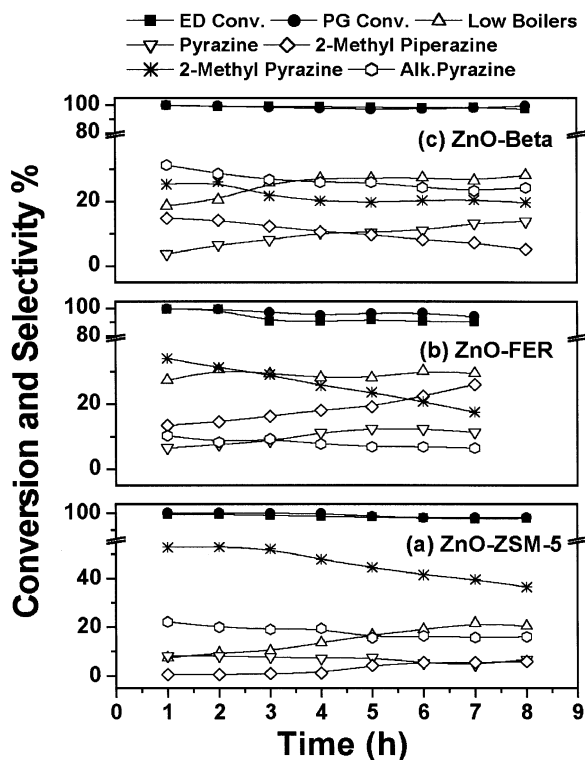 ED Conv. PG Conv. Low Boilers
Pyrazine 2-Methyl Piperazine
2-Methyl Pyrazine Alk.Pyrazine
Conversion and Selectivity %
100
80
(c) ZnO-Beta
20
0
100
80
(b) ZnO-FER
20
0
100
(a) ZnO-ZSM-5
40
20
0
0 1 2 3 4 5 6 7 8 9
Time (h)